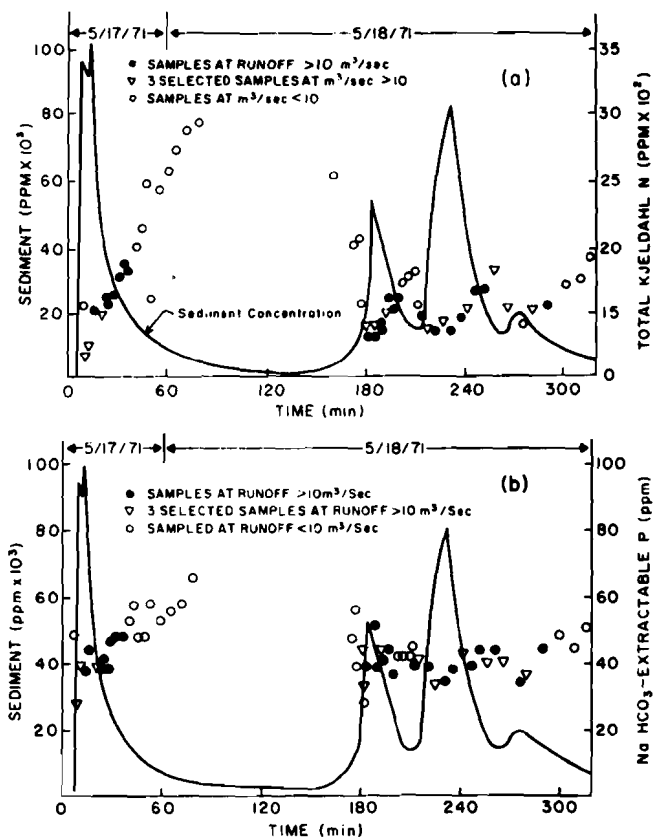 5/17/71 5/18/71
(a)
● SAMPLES AT RUNOFF >10 m³/sec
▽ 3 SELECTED SAMPLES AT m³/sec >10
○ SAMPLES AT m³/sec <10
SEDIMENT (PPM X 10³)
100
80
60
40
20
TOTAL KJELDAHL N (PPM X 10²)
35
30
25
20
15
0
Sediment Concentration
0 60 120 180 240 300
TIME (min)
5/17/71 5/18/71
(b)
● SAMPLES AT RUNOFF >10 m³/Sec
▽ 3 SELECTED SAMPLES AT RUNOFF >10 m³/Sec
○ SAMPLED AT RUNOFF <10 m³/Sec
SEDIMENT (ppm x 10³)
100
80
60
40
20
Na HCO₃-EXTRACTABLE P (ppm)
100
80
60
40
20
0 60 120 180 240 300
TIME (min)